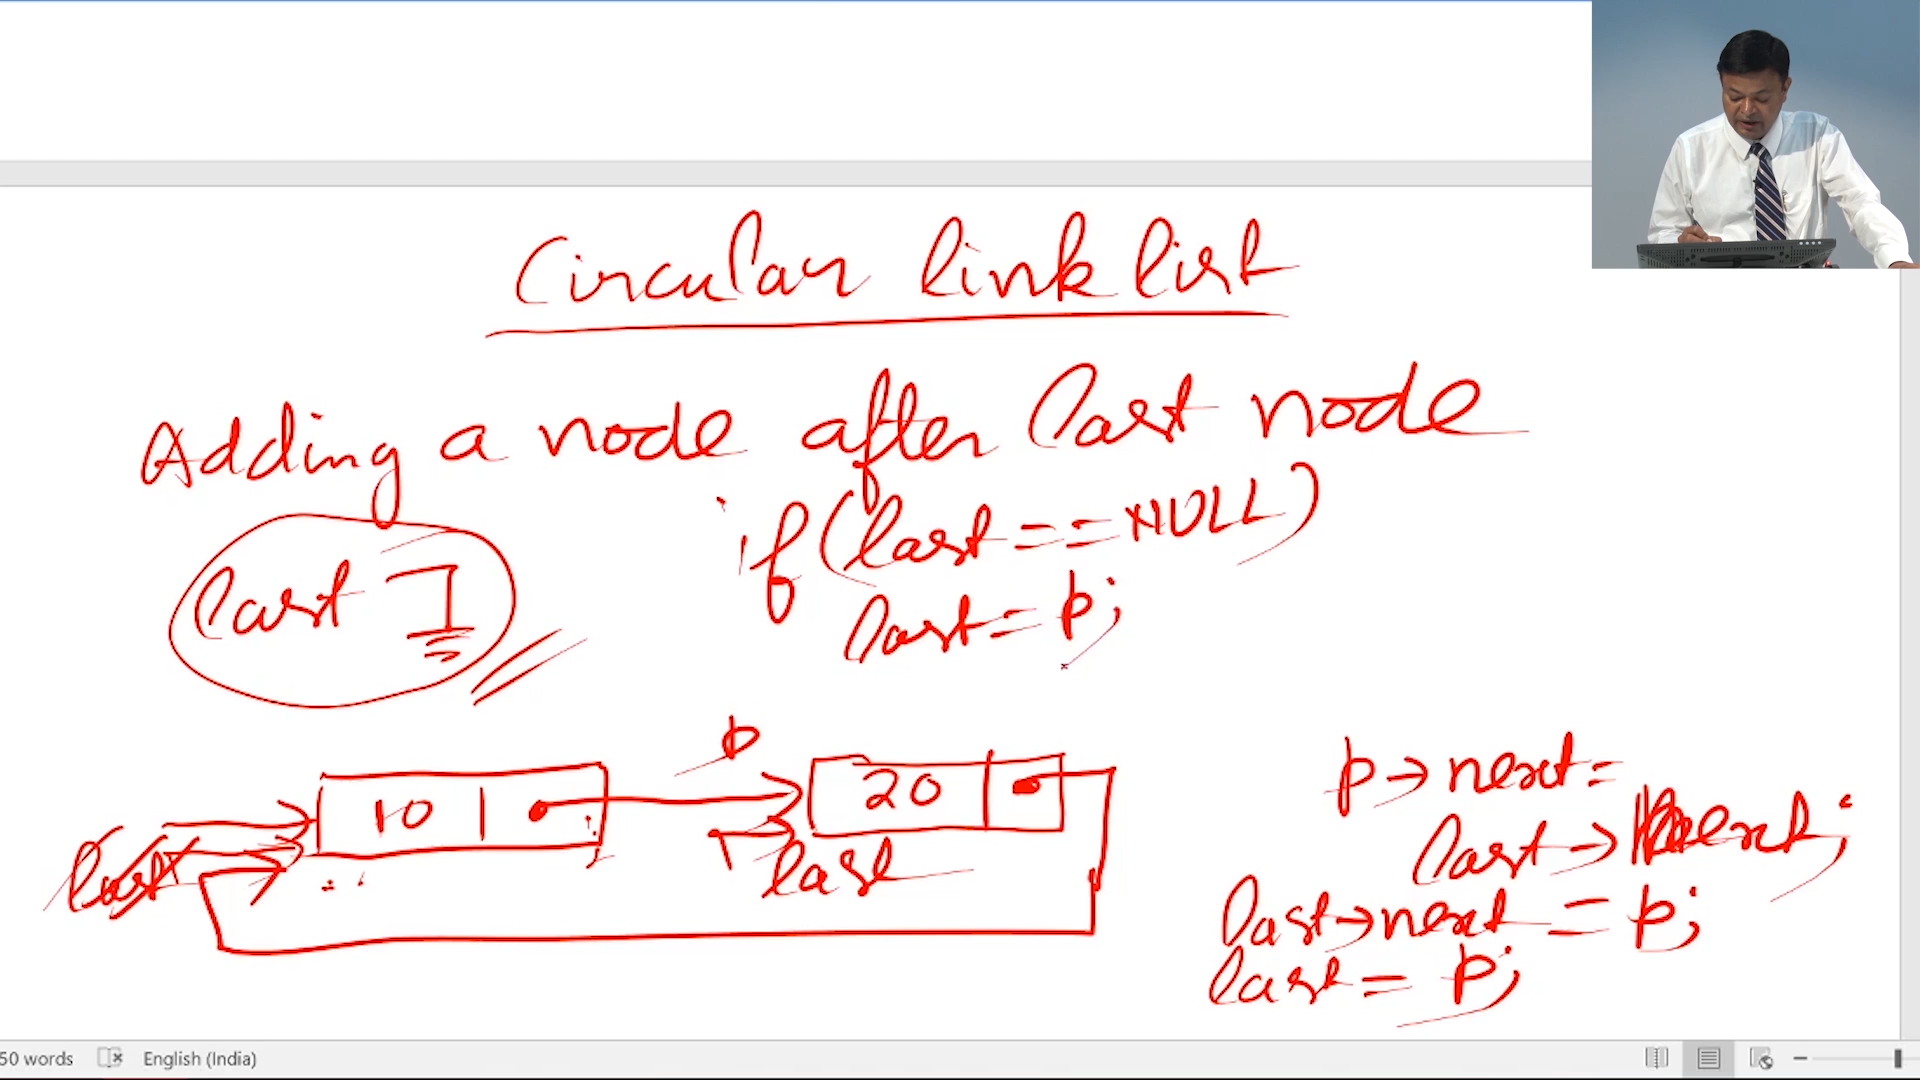 Circular link list
Adding a node after last node
if(last==NULL)
last I
last=p;
p
p→next=
10
20
last→next;
last
last
last→next = p;
last = p;
50 words
English (India)